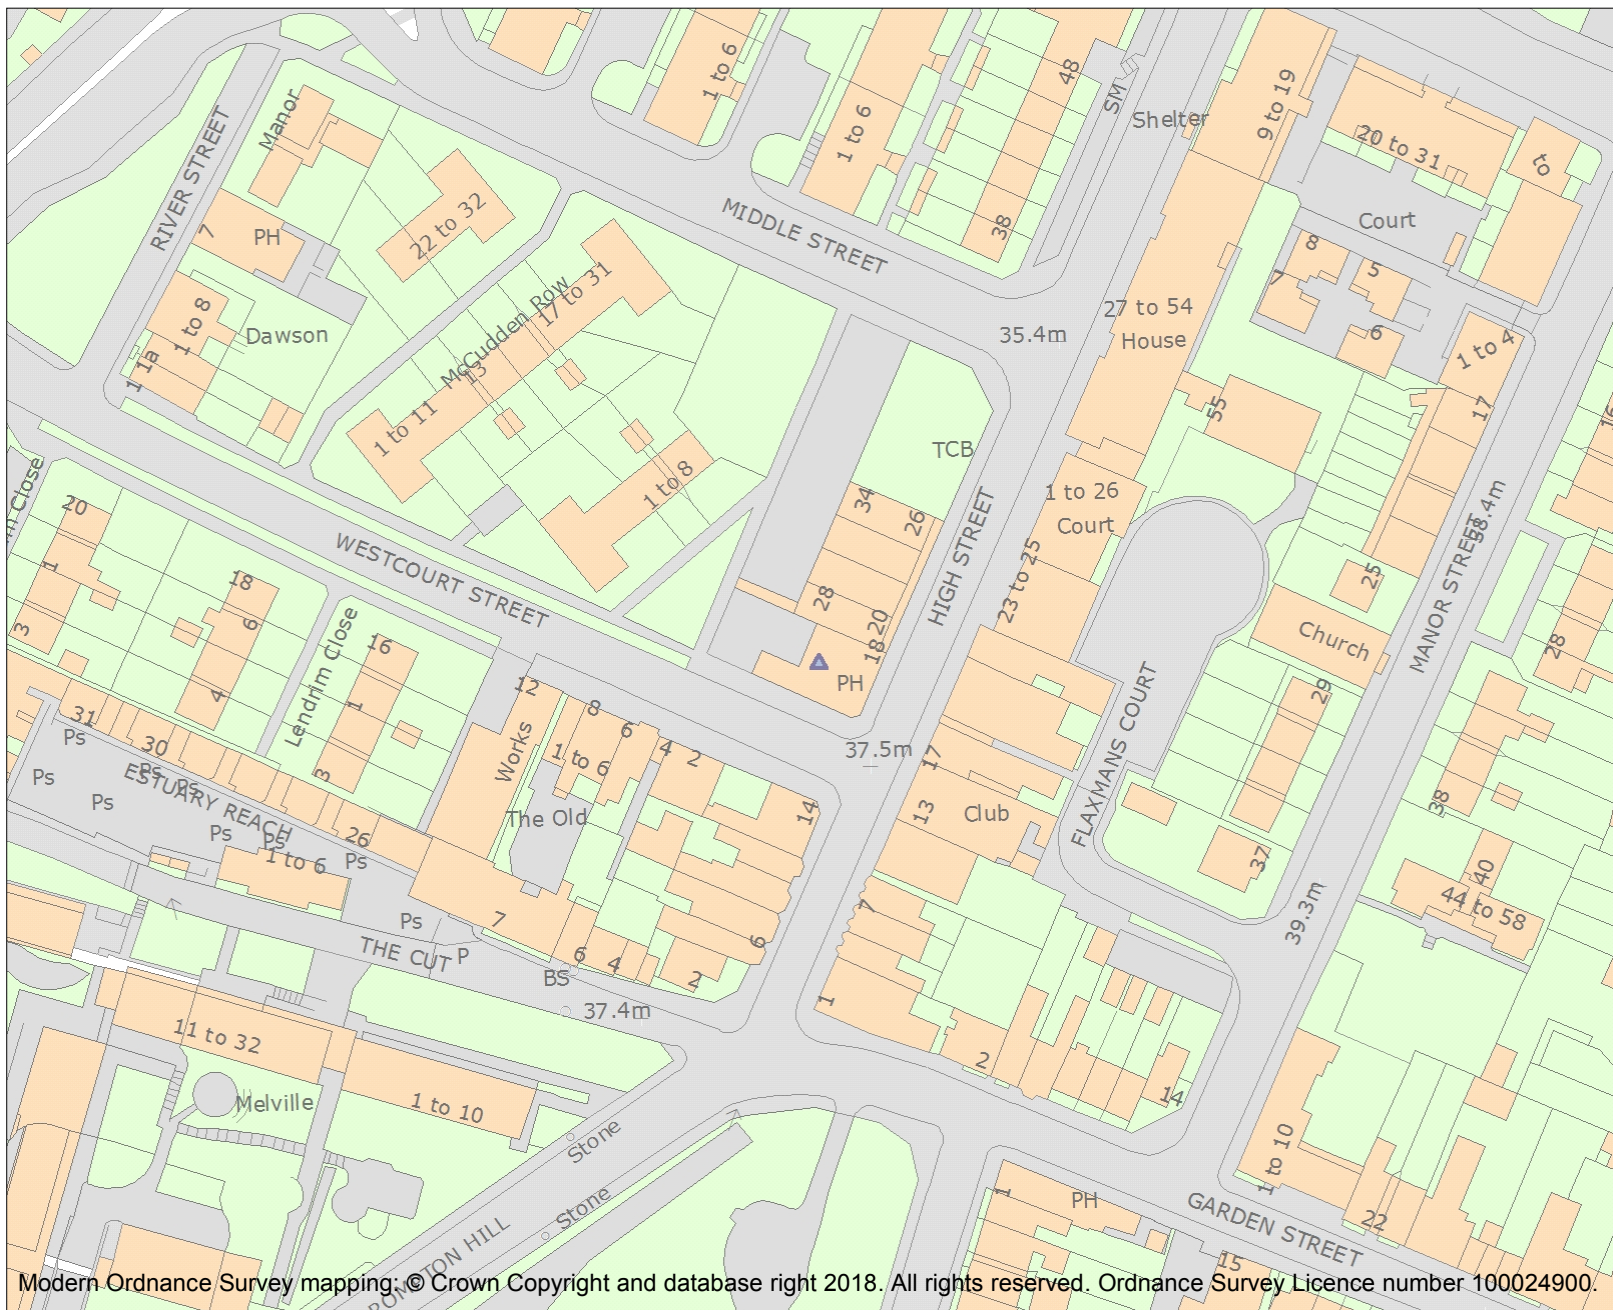 1 to 6
48
SM
Shelter
9 to 19
1 to 6
20 to 31
to
Manor
RIVER STREET
7
PH
22 to 32
MIDDLE STREET
38
Court
8
5
7
6
1 to 8
Dawson
McCudden Row
17 to 31
13
27 to 54
House
35.4m
1 to 4
1
1a
1 to 11
55
17
16
TCB
n Close
20
1 to 8
34
26
1 to 26
Court
38.4m
WESTCOURT STREET
HIGH STREET
23 to 25
MANOR STREET
25
1
18
6
28
20
18
Church
28
3
4
Lendrim Close
16
1
3
PH
29
31
Ps
30
Ps
Ps
Ps
Ps
ESTUARY REACH
Ps
Ps
1 to 6
26
Ps
12
8
6
4
2
Works
1 to 6
The Old
14
37.5m
17
13
Club
FLAXMANS COURT
37
38
40
44 to 58
39.3m
Ps
THE CUT
P
7
6
4
2
BS
6
7
1
37.4m
11 to 32
Melville
1 to 10
2
14
Stone
Stone
1 to 10
1
PH
GARDEN STREET
22
15
ROMPTON HILL
Modern Ordnance Survey mapping: © Crown Copyright and database right 2018. All rights reserved. Ordnance Survey Licence number 100024900.